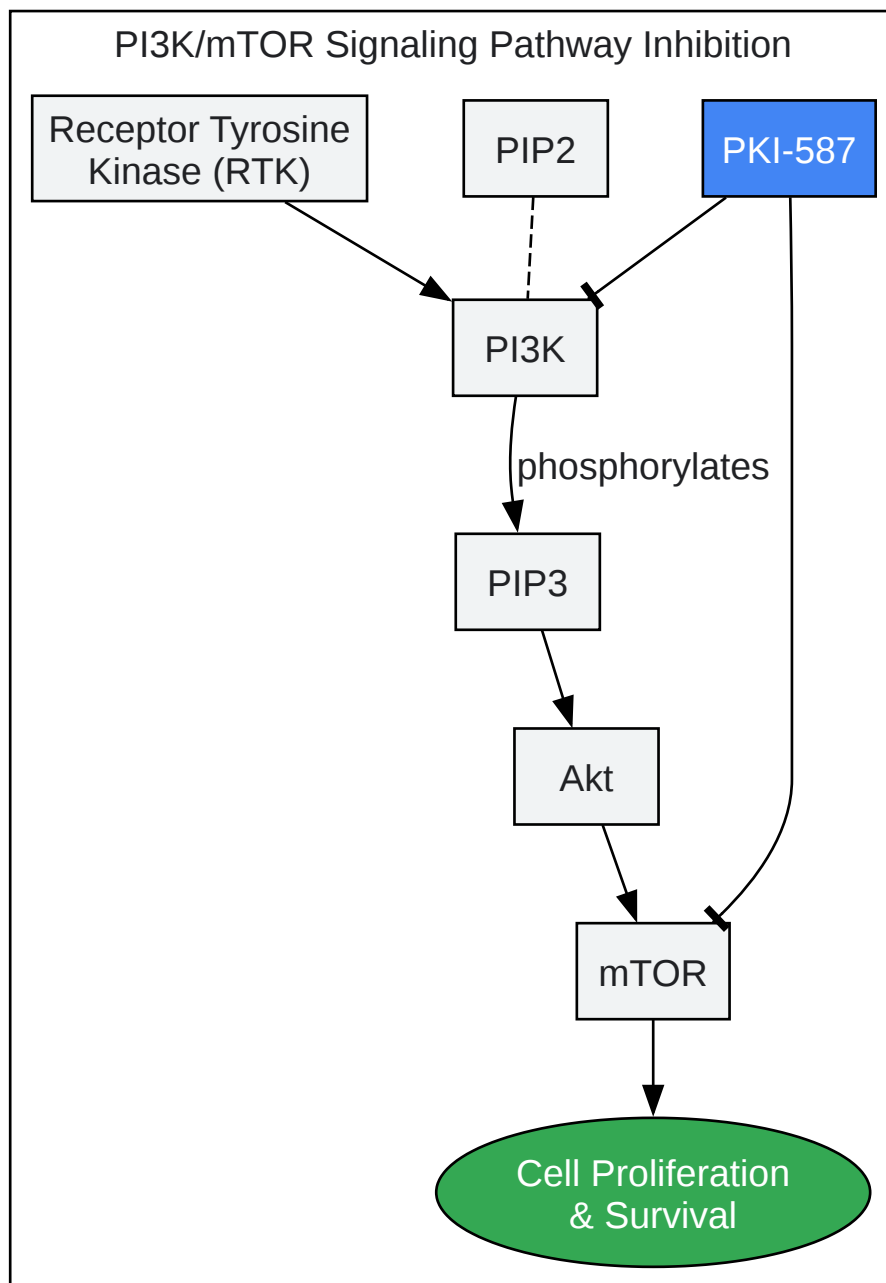 PI3K/mTOR Signaling Pathway Inhibition
Receptor Tyrosine
Kinase (RTK)
PIP2
PKI-587
PI3K
phosphorylates
PIP3
Akt
mTOR
Cell Proliferation
& Survival